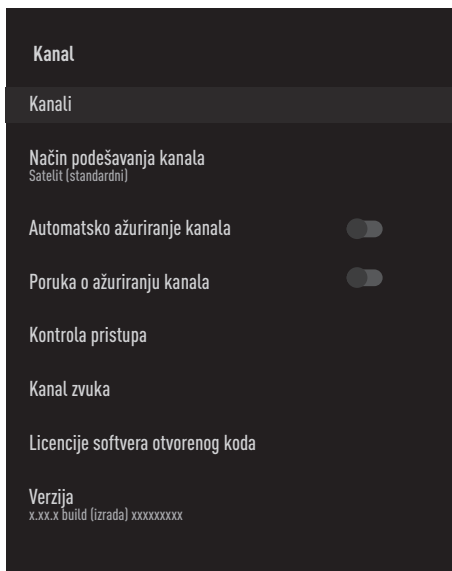 Kanal
Kanali
Način podešavanja kanala
Satelit (standardni)
Automatsko ažuriranje kanala
Poruka o ažuriranju kanala
Kontrola pristupa
Kanal zvuka
Licencije softvera otvorenog koda
Verzija
x.xx.x build (izrada) xxxxxxxxx